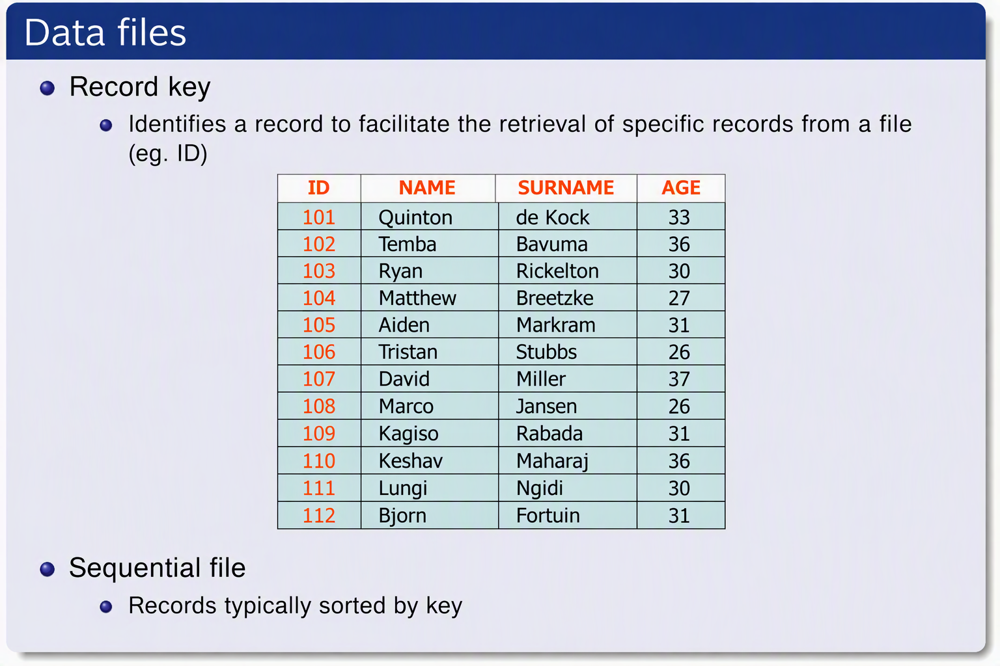 Data files
Record key
Identifies a record to facilitate the retrieval of specific records from a file
(eg. ID)
ID NAME SURNAME AGE
101 Quinton de Kock 33
102 Temba Bavuma 36
103 Ryan Rickelton 30
104 Matthew Breetzke 27
105 Aiden Markram 31
106 Tristan Stubbs 26
107 David Miller 37
108 Marco Jansen 26
109 Kagiso Rabada 31
110 Keshav Maharaj 36
111 Lungi Ngidi 30
112 Bjorn Fortuin 31
Sequential file
Records typically sorted by key